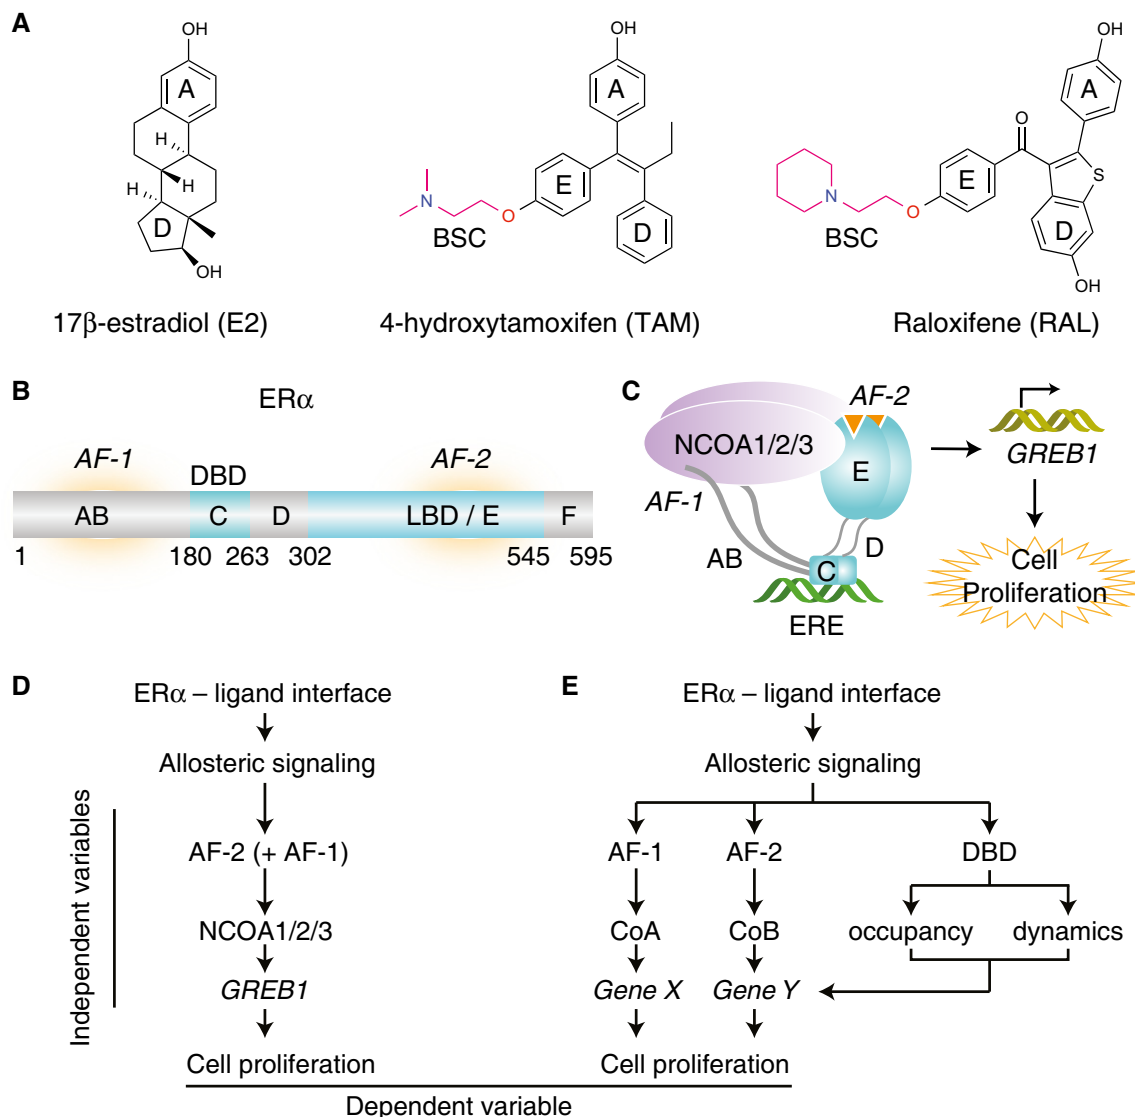 A
OH
A
H
H
H
D
OH
17β-estradiol (E2)
OH
A
E
D
N
O
BSC
4-hydroxytamoxifen (TAM)
OH
A
O
S
E
D
N
O
BSC
OH
Raloxifene (RAL)
B
ERα
AF-1
AF-2
DBD
AB C D LBD / E F
1 180 263 302 545 595
C
AF-2
NCOA1/2/3
E
AF-1
AB
D
C
ERE
GREB1
Cell
Proliferation
D
ERα – ligand interface
Allosteric signaling
Independent variables
AF-2 (+ AF-1)
NCOA1/2/3
GREB1
Cell proliferation
E
ERα – ligand interface
Allosteric signaling
AF-1 AF-2 DBD
CoA CoB occupancy dynamics
Gene X Gene Y
Cell proliferation
Dependent variable